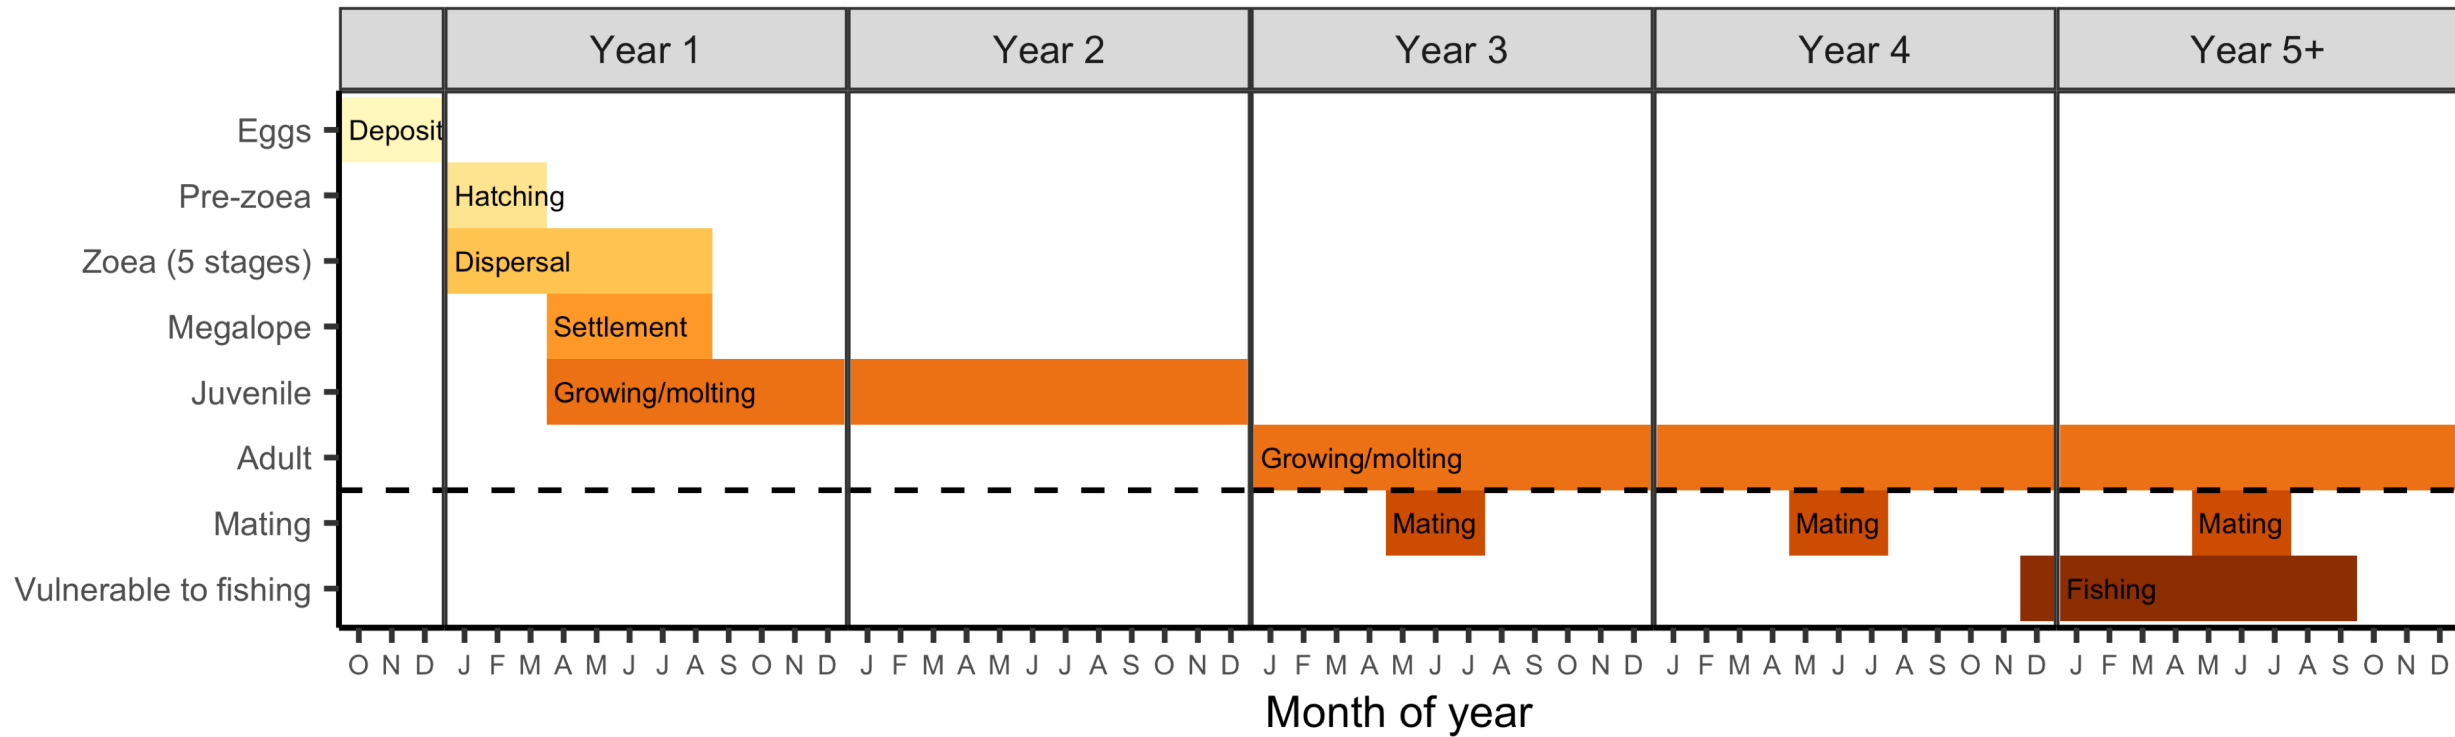 Year 1 Year 2 Year 3 Year 4 Year 5+
Eggs Deposit
Pre-zoea Hatching
Zoea (5 stages) Dispersal
Megalope Settlement
Juvenile Growing/molting
Adult Growing/molting
Mating Mating Mating Mating
Vulnerable to fishing Fishing
O N D J F M A M J J A S O N D J F M A M J J A S O N D J F M A M J J A S O N D J F M A M J J A S O N D J F M A M J J A S O N D
Month of year